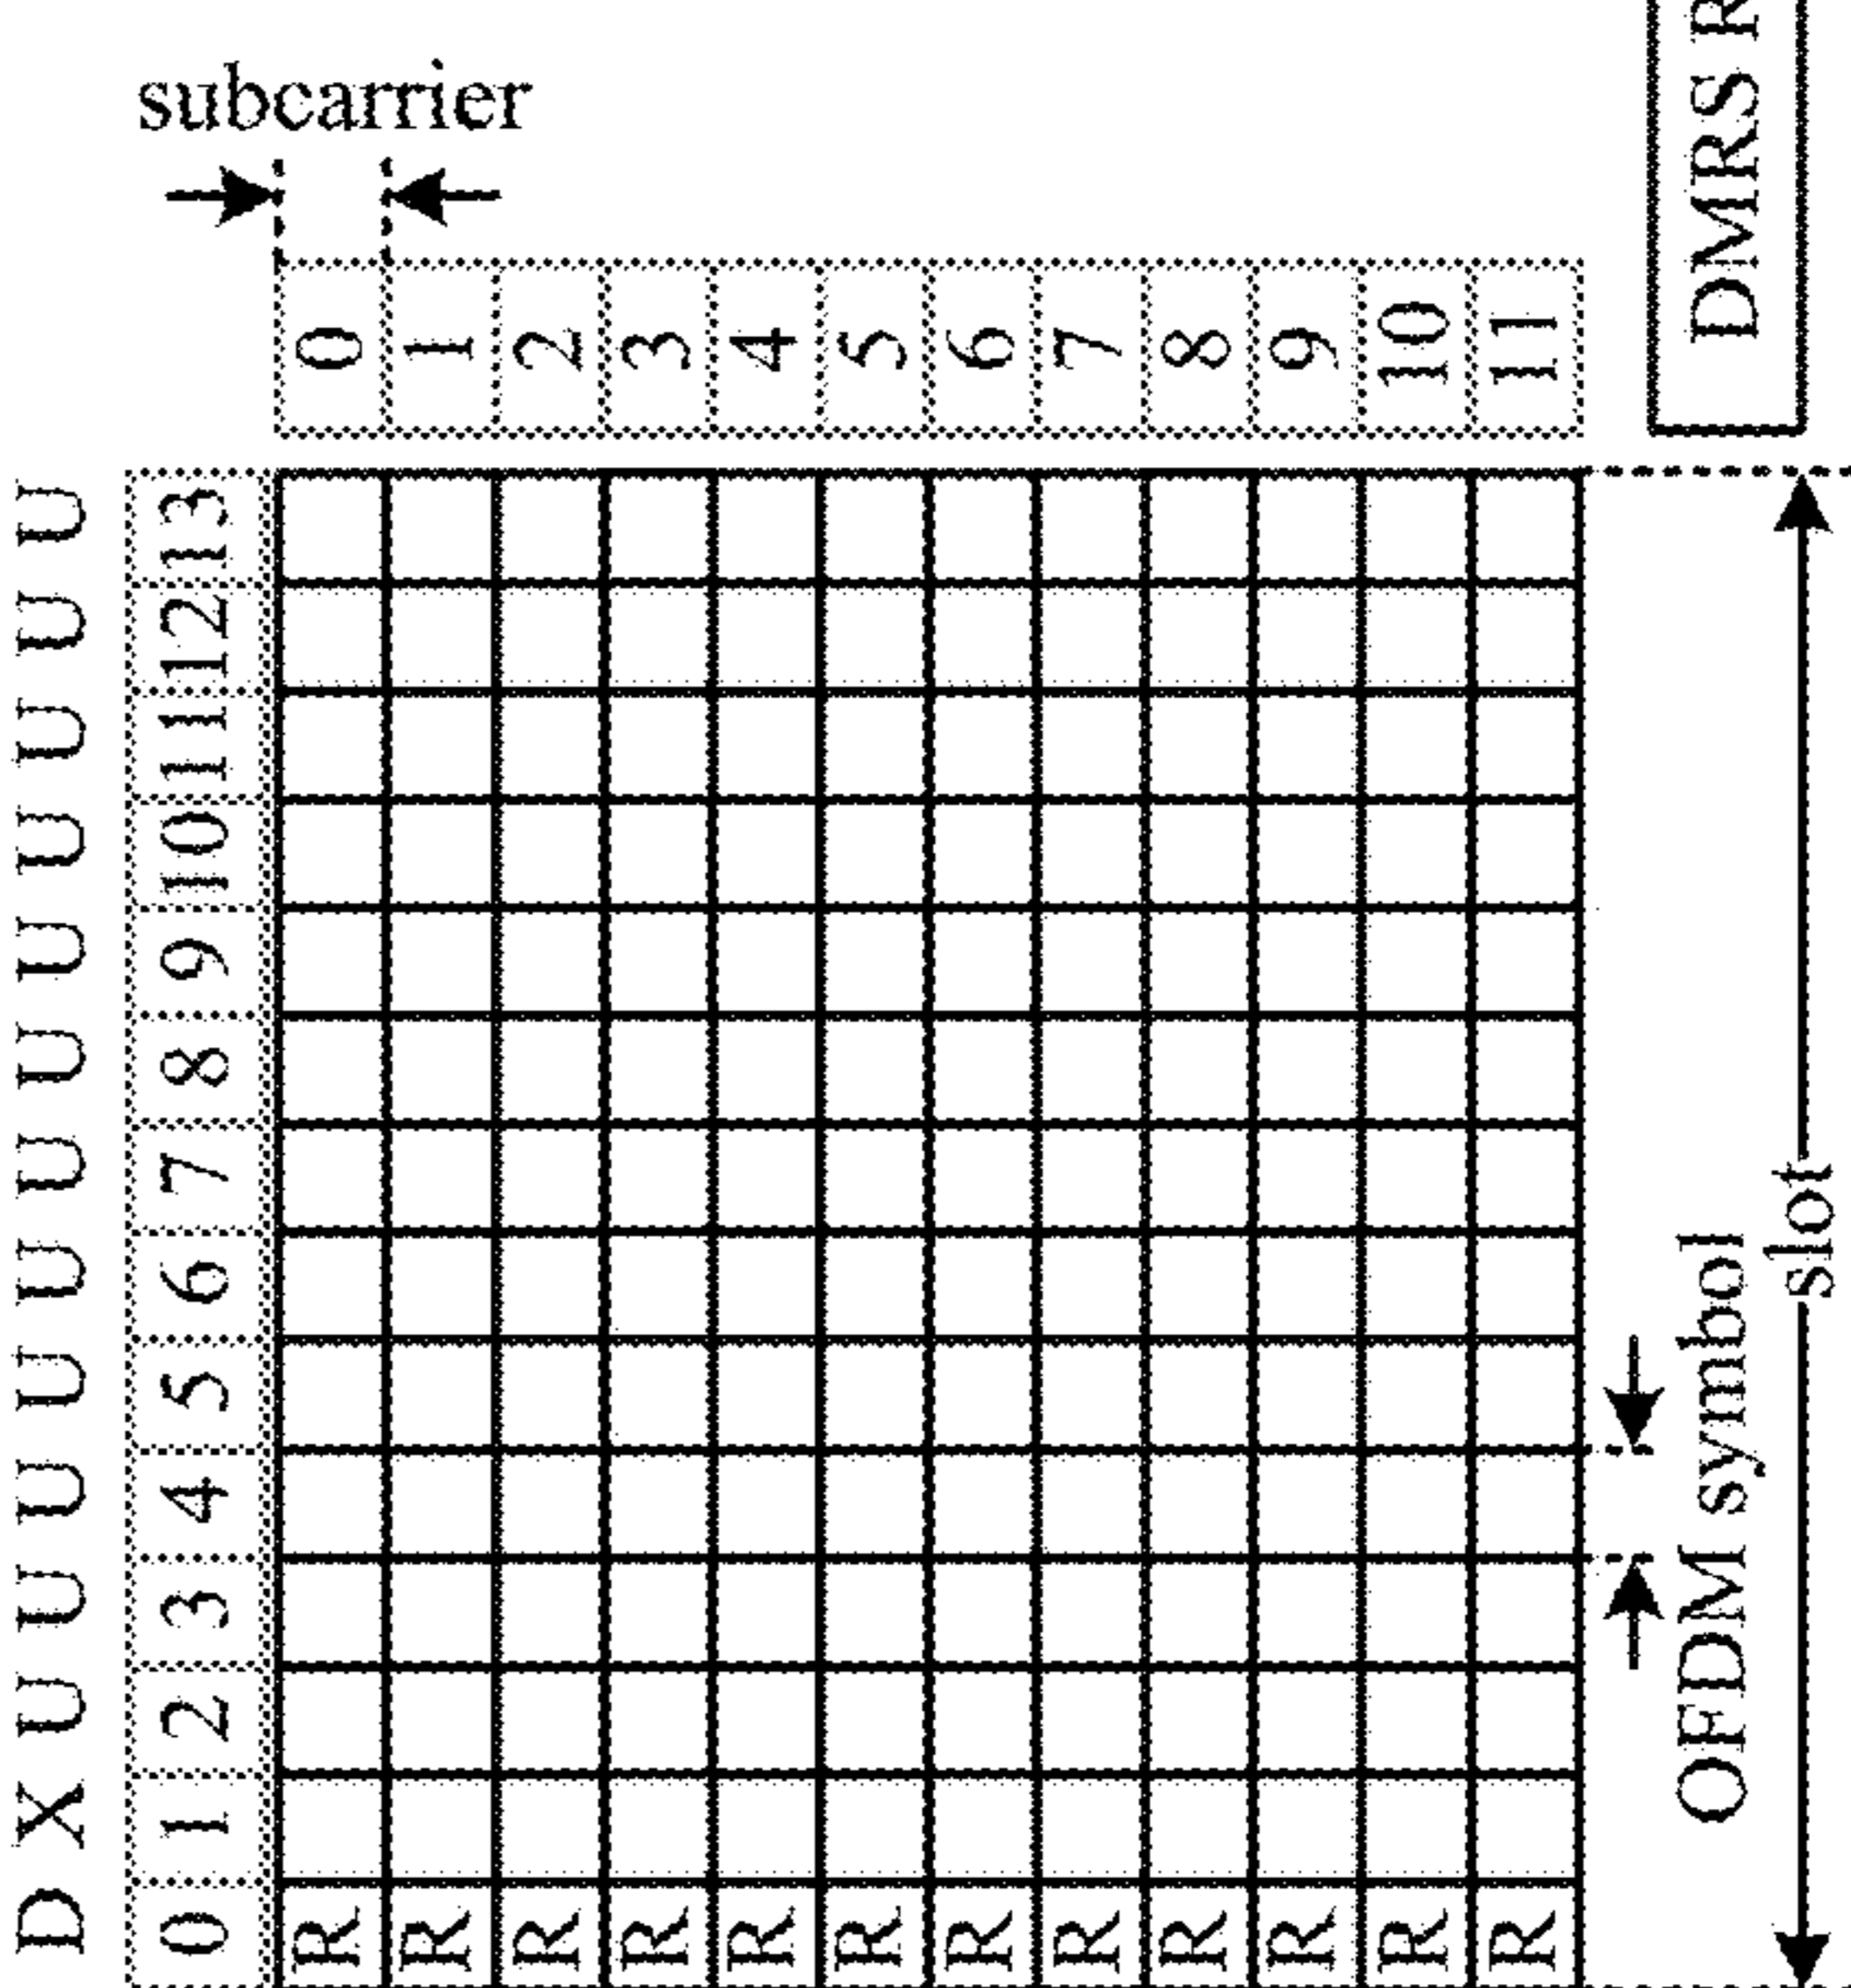 D X U U U U U U U U U U U U
0 1 2 3 4 5 6 7 8 9 10 11 12 13
subcarrier
R 0
R 1
R 2
R 3
R 4
R 5
R 6
R 7
R 8
R 9
R 10
R 11
OFDM symbol
DMRS R
slot